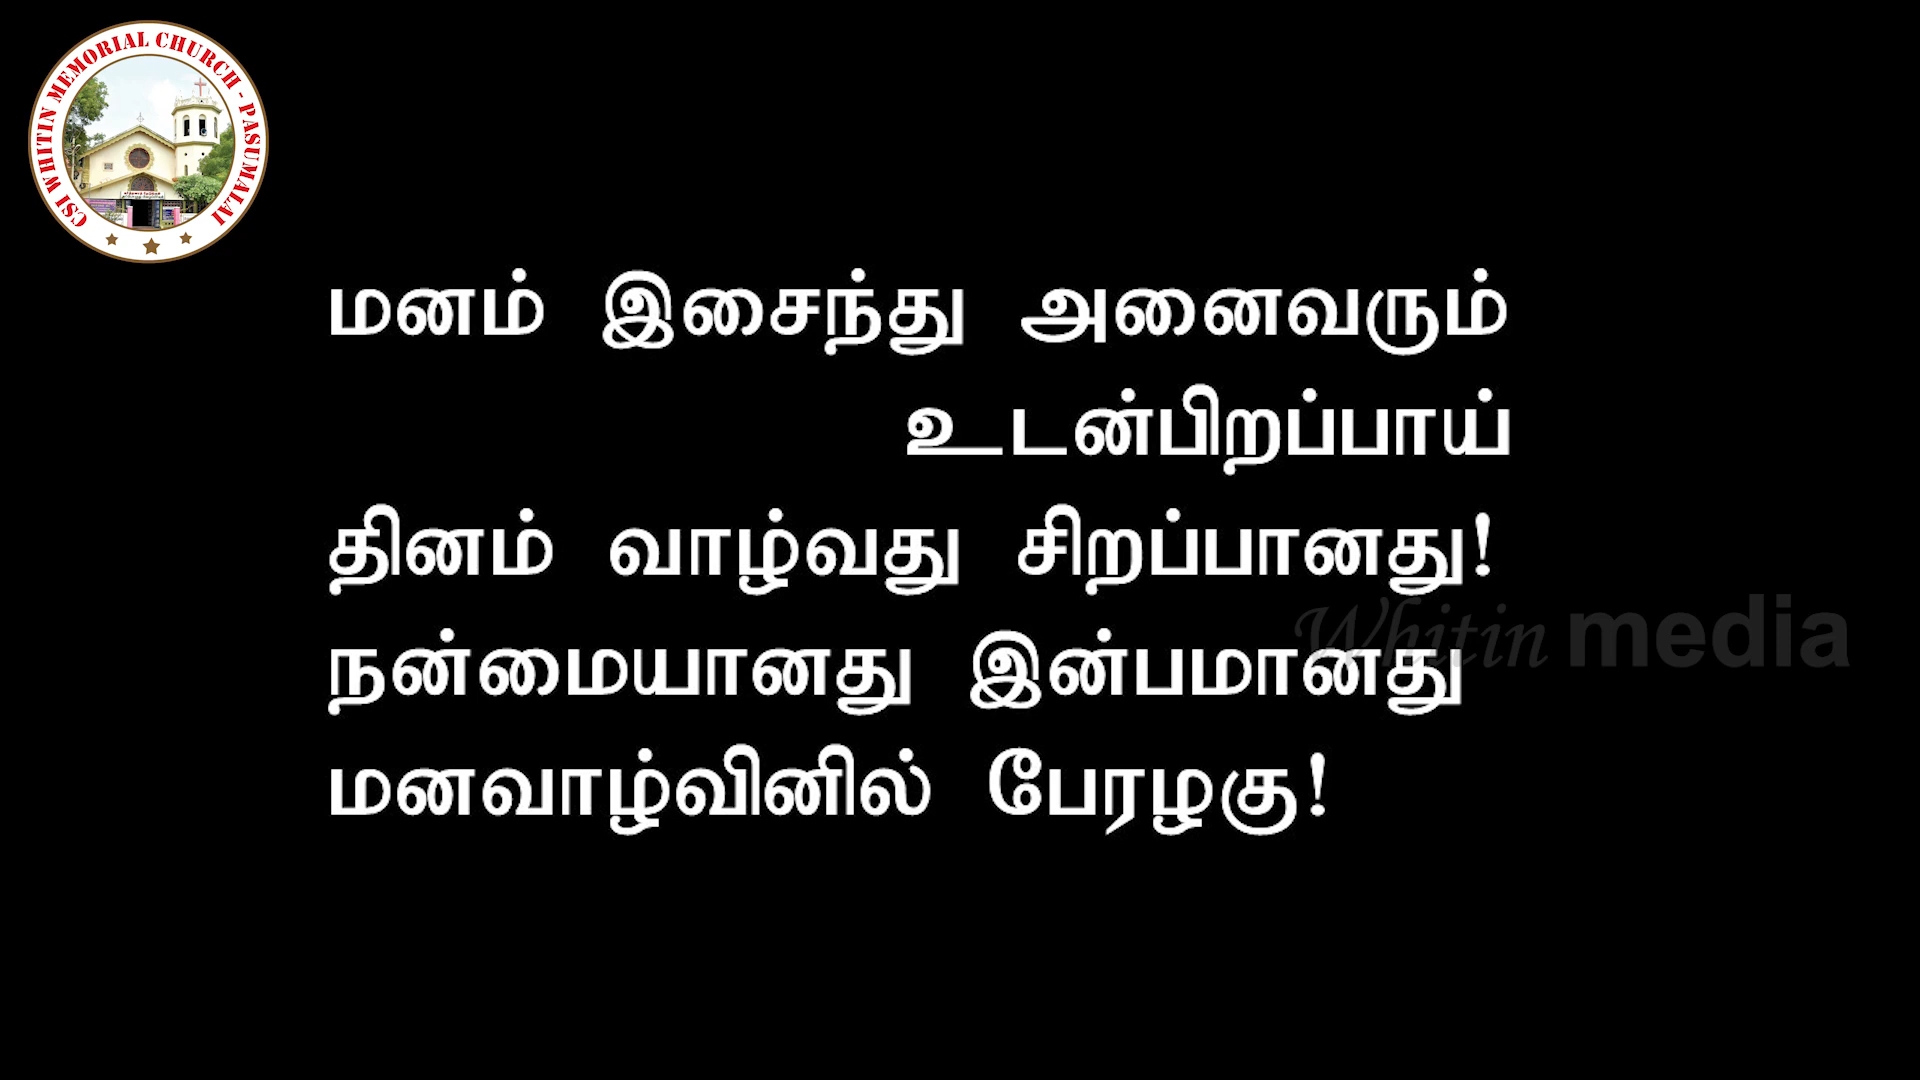 CSI WHITIN MEMORIAL CHURCH - PASUMALAI
மனம் இசைந்து அனைவரும்
உடன்பிறப்பாய்
தினம் வாழ்வது சிறப்பானது!
நன்மையானது இன்பமானது
மனவாழ்வினில் பேரழகு!
Whitin media